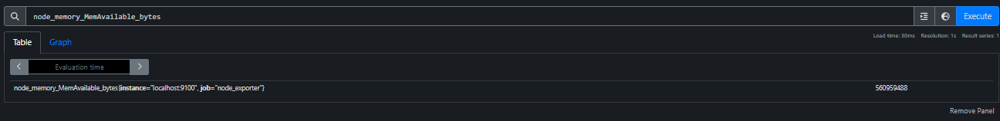 node_memory_MemAvailable_bytes
Execute
Table Graph
Load time: 30ms Resolution: 1s Result series: 1
Evaluation time
node_memory_MemAvailable_bytes{instance="localhost:9100", job="node_exporter"} 560959488
Remove Panel